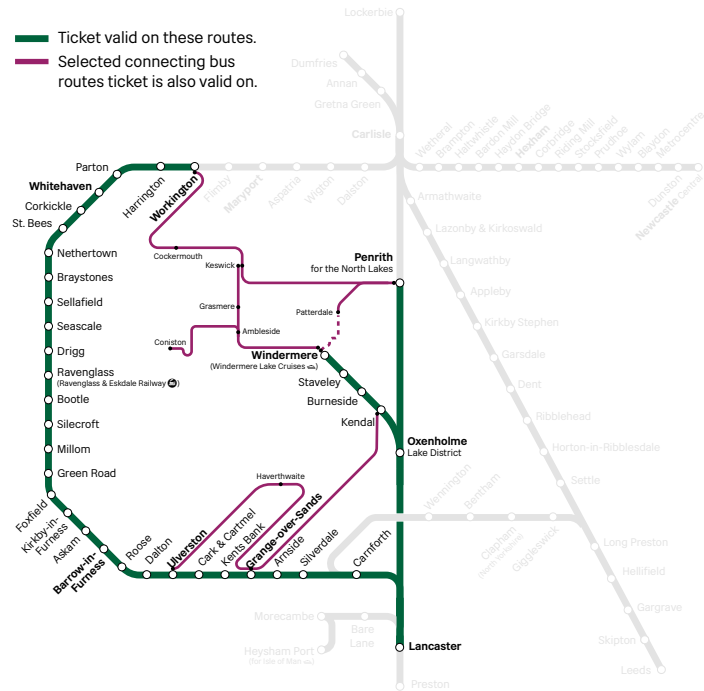 Ticket valid on these routes.
Selected connecting bus
routes ticket is also valid on.
Lockerbie
Dumfries
Annan
Gretna Green
Carlisle
Wetheral
Brampton
Haltwhistle
Bardon Mill
Haydon Bridge
Hexham
Corbridge
Riding Mill
Stocksfield
Prudhoe
Wylam
Blaydon
Metrocentre
Dunston
Newcastle Central
Parton
Whitehaven
Corkickle
St. Bees
Harrington
Workington
Flimby
Maryport
Aspatria
Wigton
Dalston
Armathwaite
Lazonby & Kirkoswald
Langwathby
Appleby
Kirkby Stephen
Garsdale
Dent
Ribblehead
Horton-in-Ribblesdale
Settle
Nethertown
Braystones
Sellafield
Seascale
Drigg
Ravenglass
(Ravenglass & Eskdale Railway)
Bootle
Silecroft
Millom
Green Road
Cockermouth
Keswick
Penrith
for the North Lakes
Grasmere
Patterdale
Ambleside
Coniston
Windermere
(Windermere Lake Cruises)
Staveley
Burneside
Kendal
Oxenholme
Lake District
Foxfield
Kirkby-in-
Furness
Askam
Barrow-in-
Furness
Roose
Dalton
Ulverston
Haverthwaite
Cark & Cartmel
Kents Bank
Grange-over-Sands
Arnside
Silverdale
Carnforth
Wennington
Bentham
Clapham
(North Yorkshire)
Giggleswick
Long Preston
Hellifield
Gargrave
Skipton
Leeds
Morecambe
Bare
Lane
Heysham Port
(for Isle of Man)
Lancaster
Preston